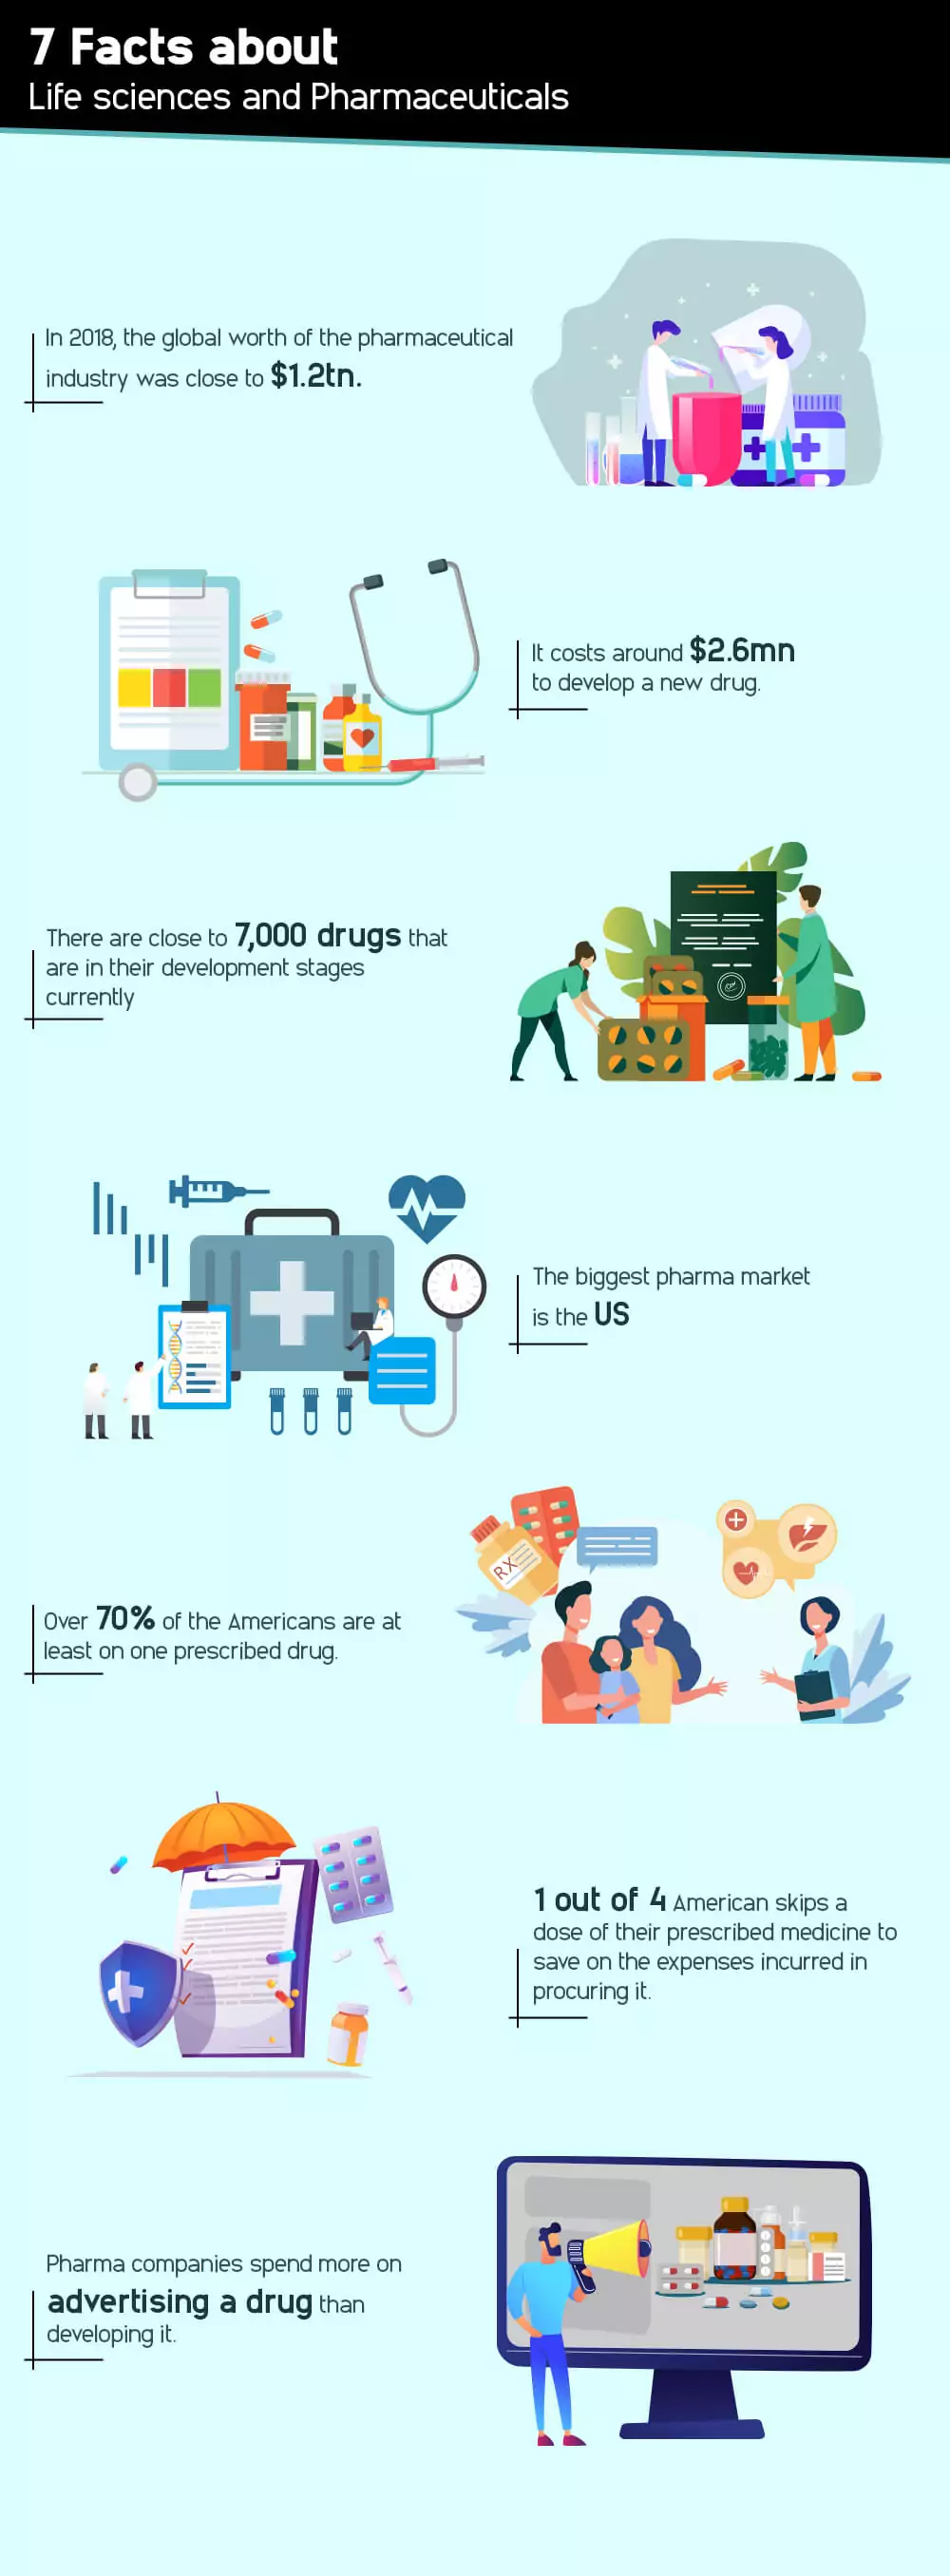 7 Facts about
Life sciences and Pharmaceuticals
In 2018, the global worth of the pharmaceutical
industry was close to $1.2tn.
It costs around $2.6mn
to develop a new drug.
There are close to 7,000 drugs that
are in their development stages
currently
The biggest pharma market
is the US
RX
Over 70% of the Americans are at
least on one prescribed drug.
1 out of 4 American skips a
dose of their prescribed medicine to
save on the expenses incurred in
procuring it.
Pharma companies spend more on
advertising a drug than
developing it.